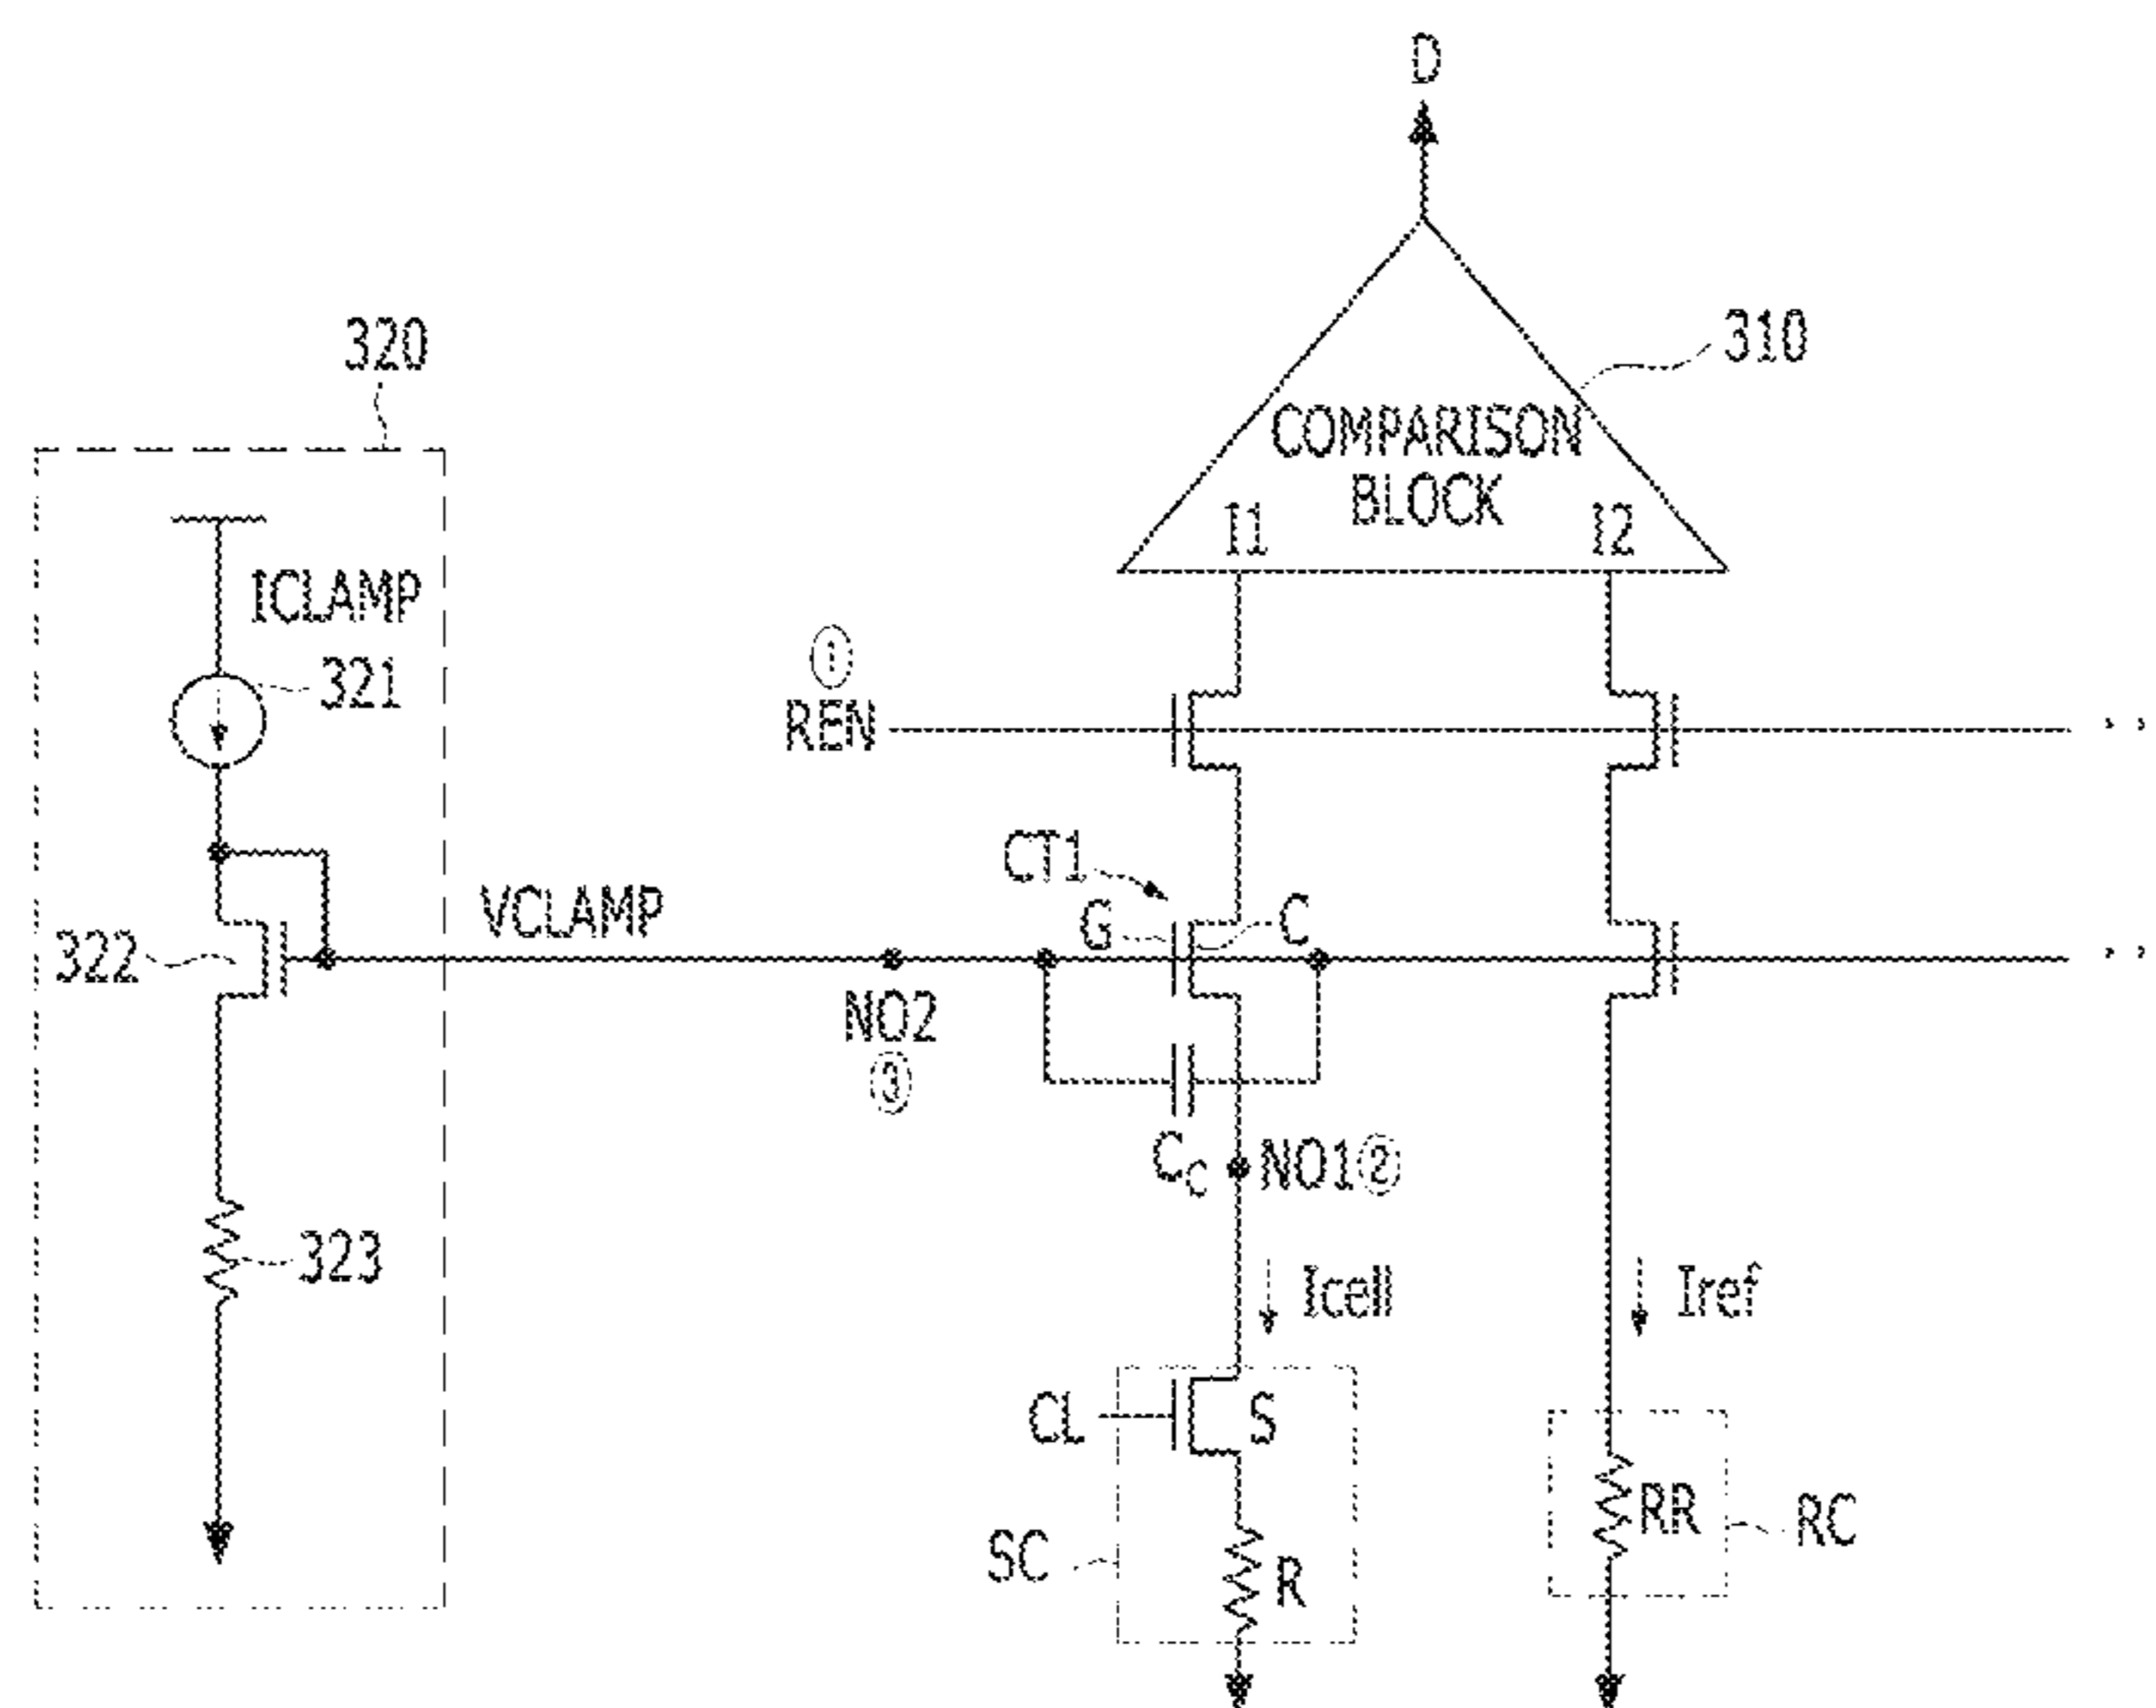 D
320
310
COMPARISON
BLOCK
I1
I2
ICLAMP
321
①
REN
CT1
G
C
VCLAMP
322
NO2
③
CC
NO1②
323
Icell
Iref
CL
S
SC
R
RR
RC